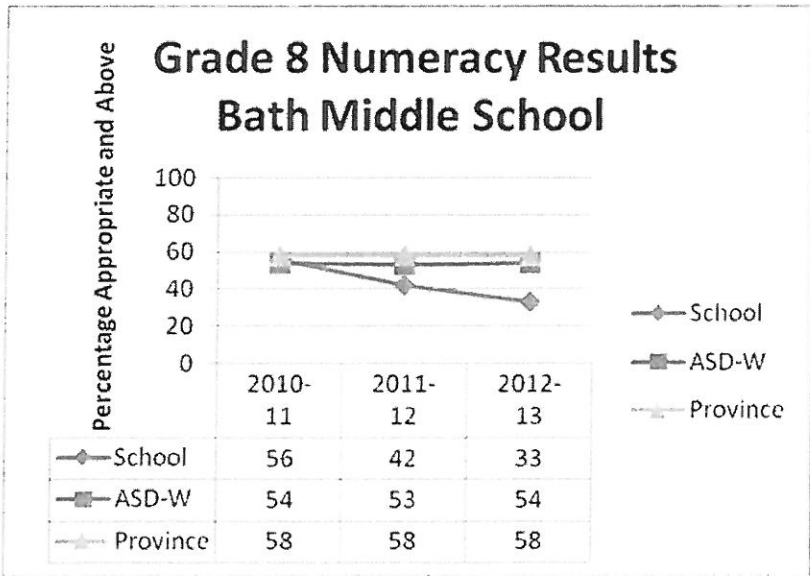 Grade 8 Numeracy Results
Bath Middle School
Percentage Appropriate and Above
100
80
60
40
20
0
2010-11 2011-12 2012-13
School 56 42 33
ASD-W 54 53 54
Province 58 58 58
School
ASD-W
Province